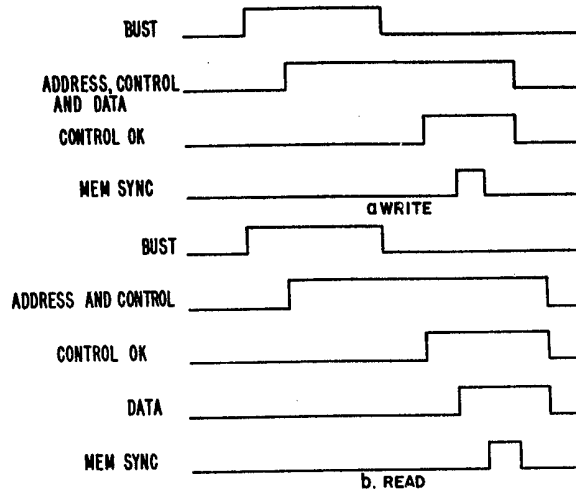 BUST
ADDRESS, CONTROL
AND DATA
CONTROL OK
MEM SYNC
a WRITE
BUST
ADDRESS AND CONTROL
CONTROL OK
DATA
MEM SYNC
b. READ